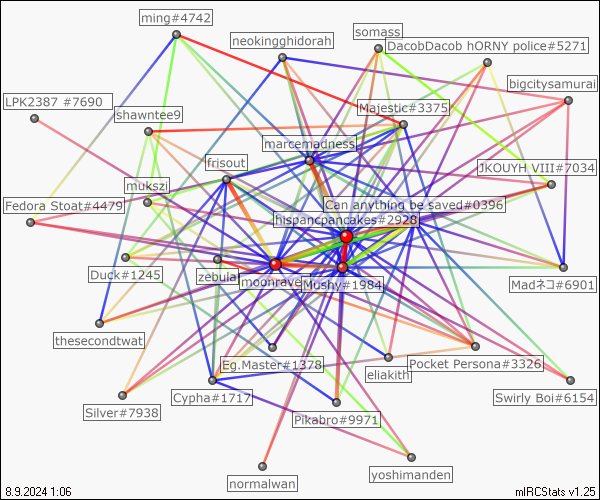 ming#4742
somass
neokingghidorah
DacobDacob hORNY police#5271
bigcitysamurai
LPK2387 #7690
Majestic#3375
shawntee9
marcemadness
frisout
JKOUYH VIII#7034
mukszi
Can anything be saved#0396
Fedora Stoat#4479
hispancpancakes#2928
Duck#1245
zebulal
moonrave
Mushy#1984
Madネコ#6901
thesecondtwat
Eg.Master#1378
Pocket Persona#3326
eliakith
Cypha#1717
Swirly Boi#6154
Silver#7938
Pikabro#9971
yoshimanden
normalwan
8.9.2024 1:06
mIRCStats v1.25